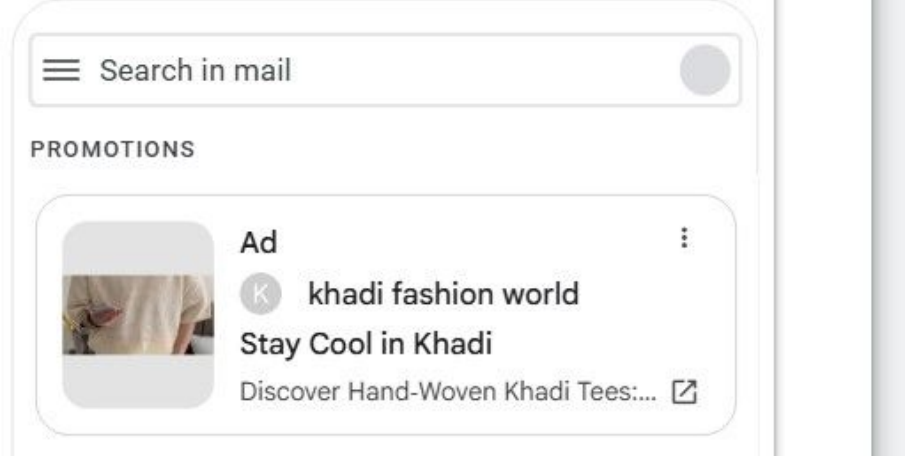 Search in mail
PROMOTIONS
Ad
K khadi fashion world
Stay Cool in Khadi
Discover Hand-Woven Khadi Tees:...